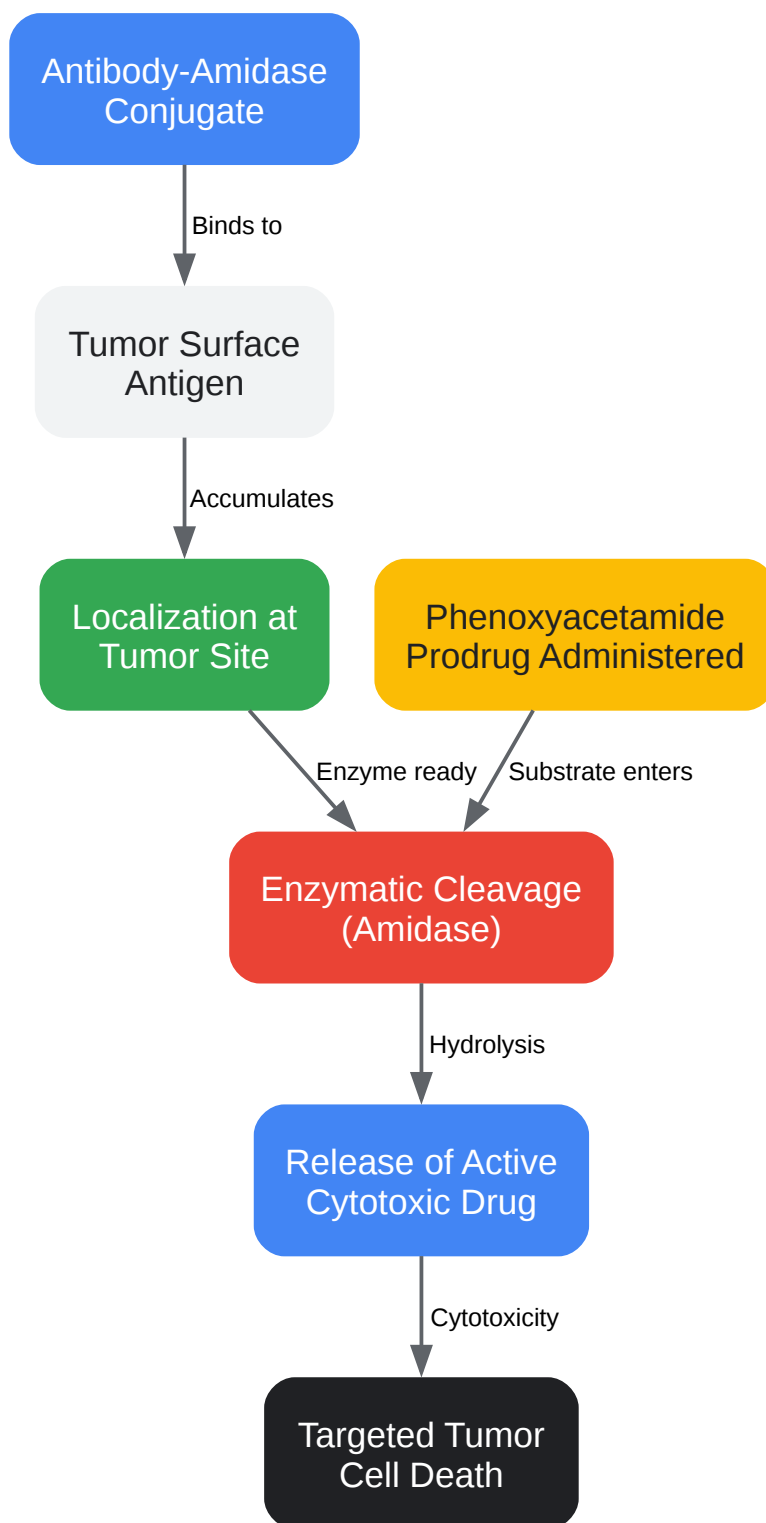 Antibody-Amidase
Conjugate
Binds to
Tumor Surface
Antigen
Accumulates
Localization at
Tumor Site
Phenoxyacetamide
Prodrug Administered
Enzyme ready
Substrate enters
Enzymatic Cleavage
(Amidase)
Hydrolysis
Release of Active
Cytotoxic Drug
Cytotoxicity
Targeted Tumor
Cell Death